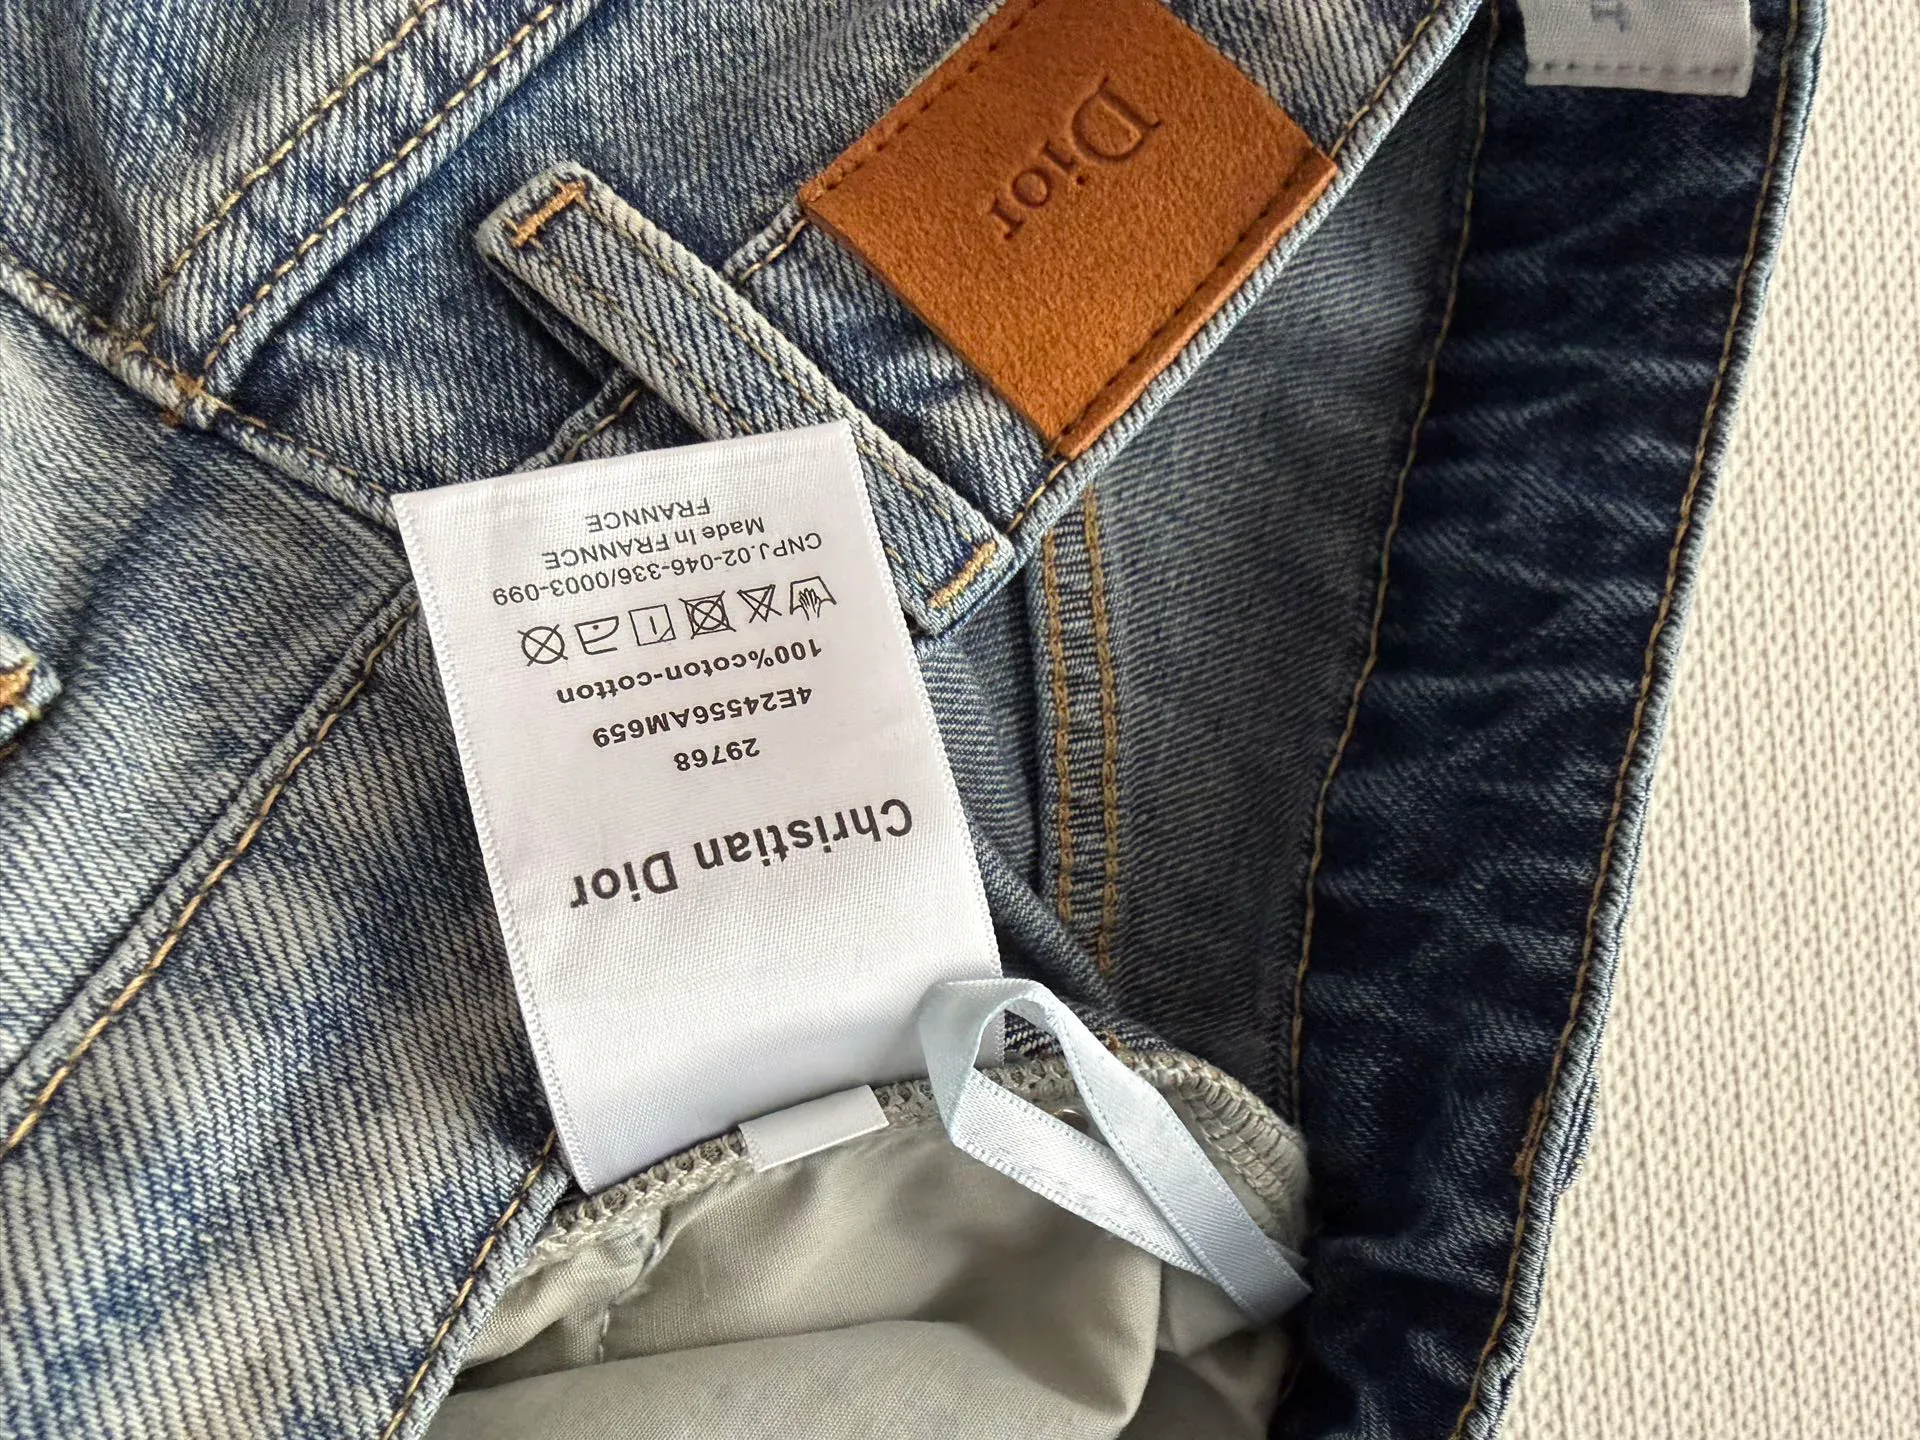 Dior
Christian Dior
29768
4E24556AM659
100%coton-cotton
CNPJ.02-046-336/0003-099
Made In FRANNCE
FRANNCE